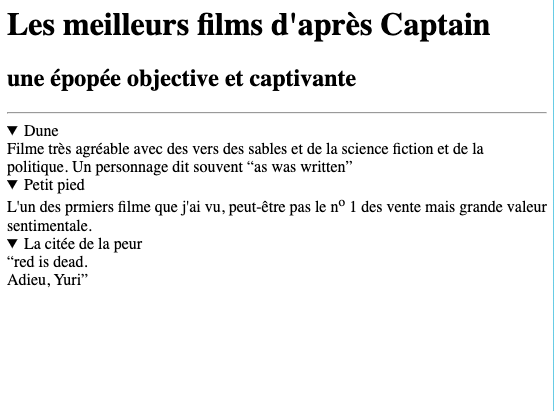 Les meilleurs films d'après Captain
une épopée objective et captivante
▼ Dune
Filme très agréable avec des vers des sables et de la science fiction et de la
politique. Un personnage dit souvent “as was written”
▼ Petit pied
L'un des prmiers filme que j'ai vu, peut-être pas le nº 1 des vente mais grande valeur
sentimentale.
▼ La citée de la peur
“red is dead.
Adieu, Yuri”